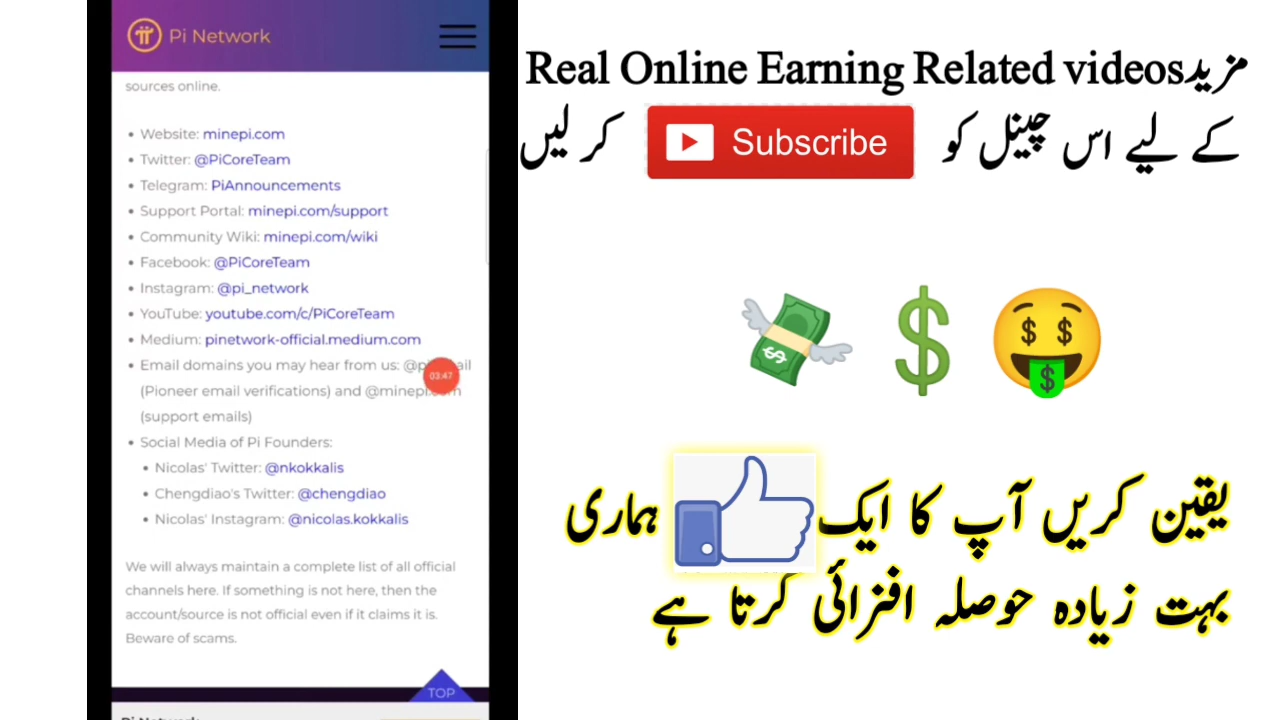 Pi Network
sources online.
• Website: minepi.com
• Twitter: @PiCoreTeam
• Telegram: PiAnnouncements
• Support Portal: minepi.com/support
• Community Wiki: minepi.com/wiki
• Facebook: @PiCoreTeam
• Instagram: @pi_network
• YouTube: youtube.com/c/PiCoreTeam
• Medium: pinetwork-official.medium.com
• Email domains you may hear from us:
03:47
(Pioneer email verifications) and
(support emails)
• Social Media of Pi Founders:
• Nicolas' Twitter: @nkokkalis
• Chengdiao's Twitter: @chengdiao
• Nicolas' Instagram: @nicolas.kokkalis
We will always maintain a complete list of all official
channels here. If something is not here, then the
account/source is not official even if it claims it is.
Beware of scams.
TOP
Pi Network
مزید Real Online Earning Related videos
کے لیے اس چینل کو Subscribe کر لیں
یقین کریں آپ کا ایک ہماری
بہت زیادہ حوصلہ افزائی کرتا ہے